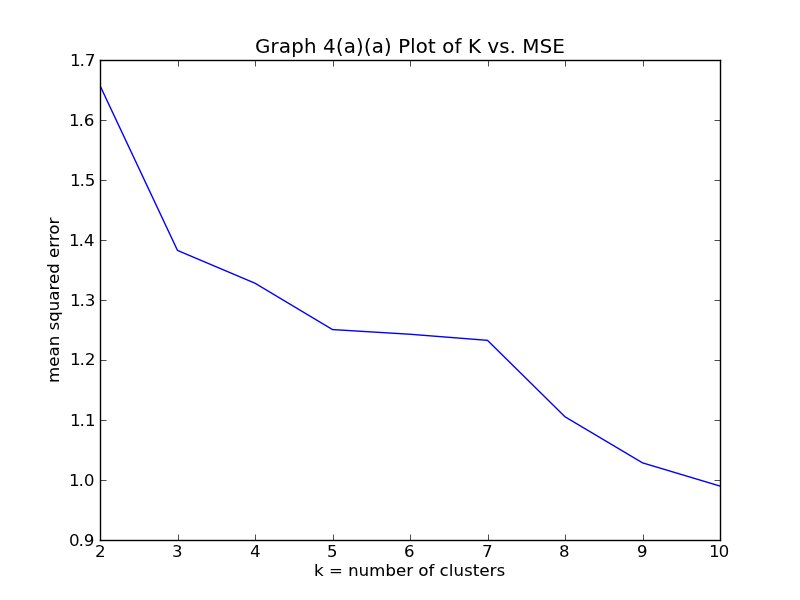 Graph 4(a)(a) Plot of K vs. MSE
1.7
1.6
1.5
1.4
1.3
1.2
1.1
1.0
0.9
mean squared error
2 3 4 5 6 7 8 9 10
k = number of clusters